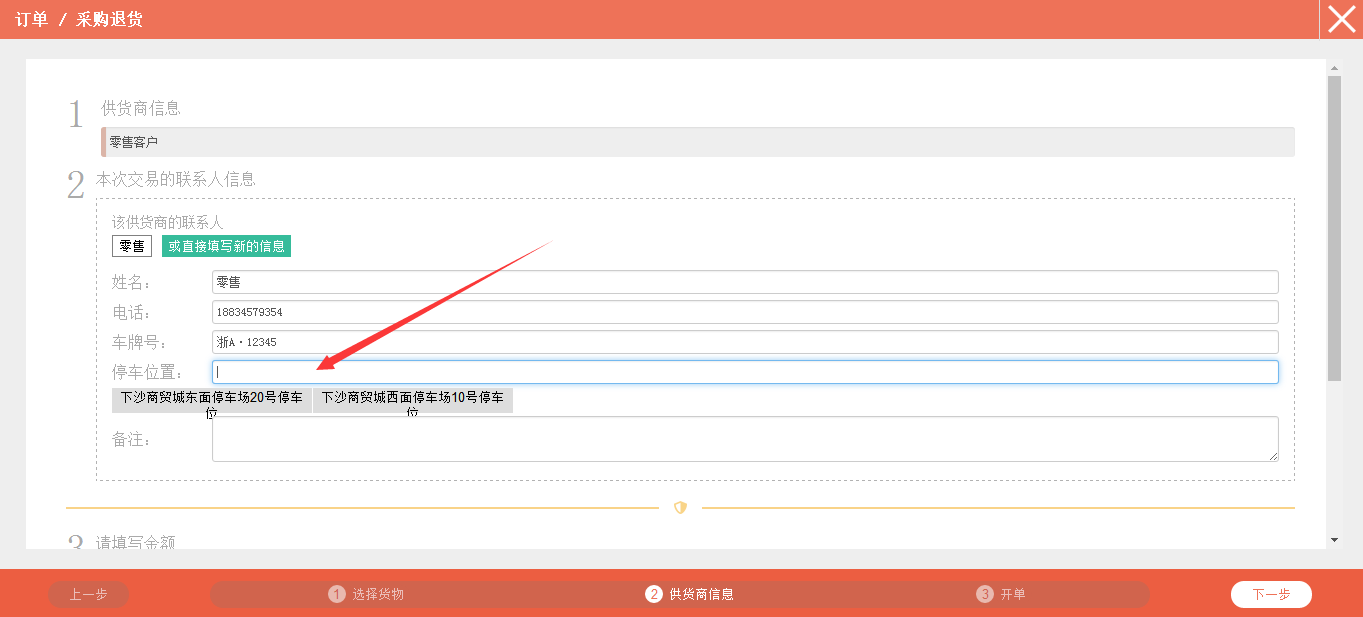 订单 / 采购退货
1 供货商信息
零售客户
2 本次交易的联系人信息
该供货商的联系人
零售 或直接填写新的信息
姓名: 零售
电话: 18834579354
车牌号: 浙A·12345
停车位置:
下沙商贸城东面停车场20号停车位
下沙商贸城西面停车场10号停车位
备注:
3 请填写金额
上一步 1 选择货物 2 供货商信息 3 开单 下一步